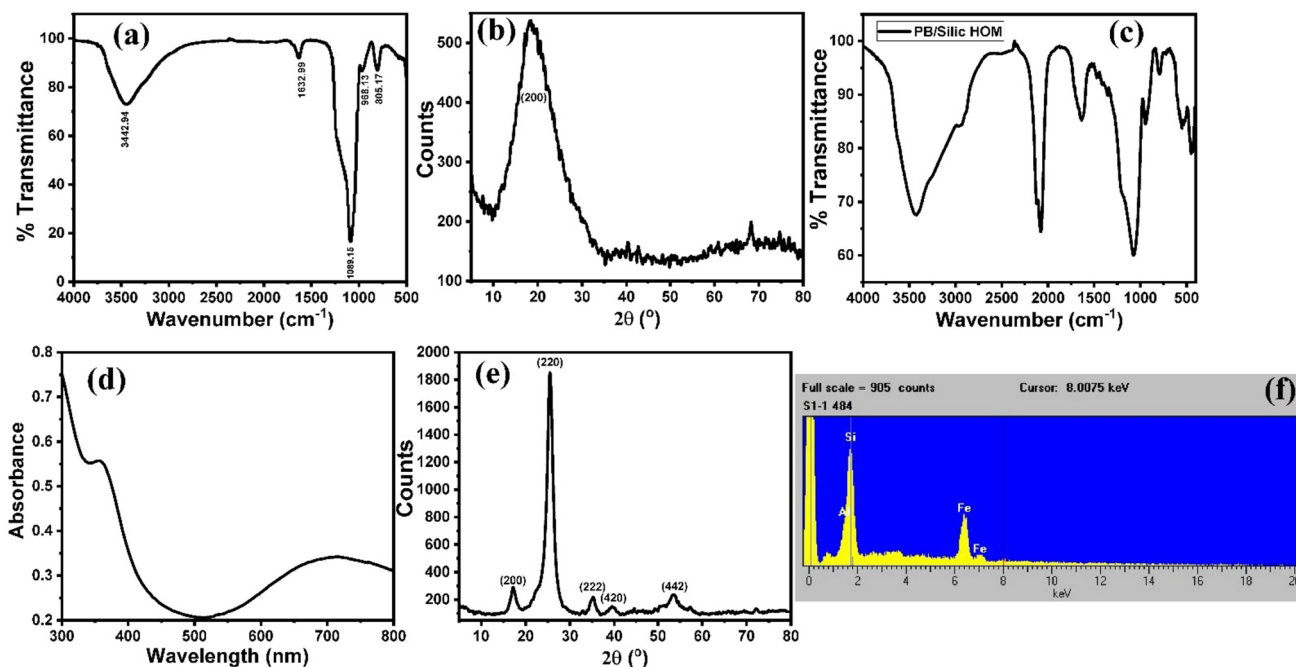 (a)
% Transmittance
100
80
60
40
20
0
3442.94
1632.99
1089.15
968.13
805.17
4000 3500 3000 2500 2000 1500 1000 500
Wavenumber (cm⁻¹)
(b)
Counts
500
400
300
200
100
(200)
10 20 30 40 50 60 70 80
2θ (°)
(c)
PB/Silic HOM
% Transmittance
100
90
80
70
60
4000 3500 3000 2500 2000 1500 1000 500
Wavenumber (cm⁻¹)
(d)
Absorbance
0.8
0.7
0.6
0.5
0.4
0.3
0.2
300 400 500 600 700 800
Wavelength (nm)
(e)
Counts
2000
1800
1600
1400
1200
1000
800
600
400
200
(200)
(220)
(222)
(420)
(442)
10 20 30 40 50 60 70 80
2θ (°)
(f)
Full scale = 905 counts Cursor: 8.0075 keV
S1-1 484
Si
Fe
Fe
0 2 4 6 8 10 12 14 16 18 20
keV